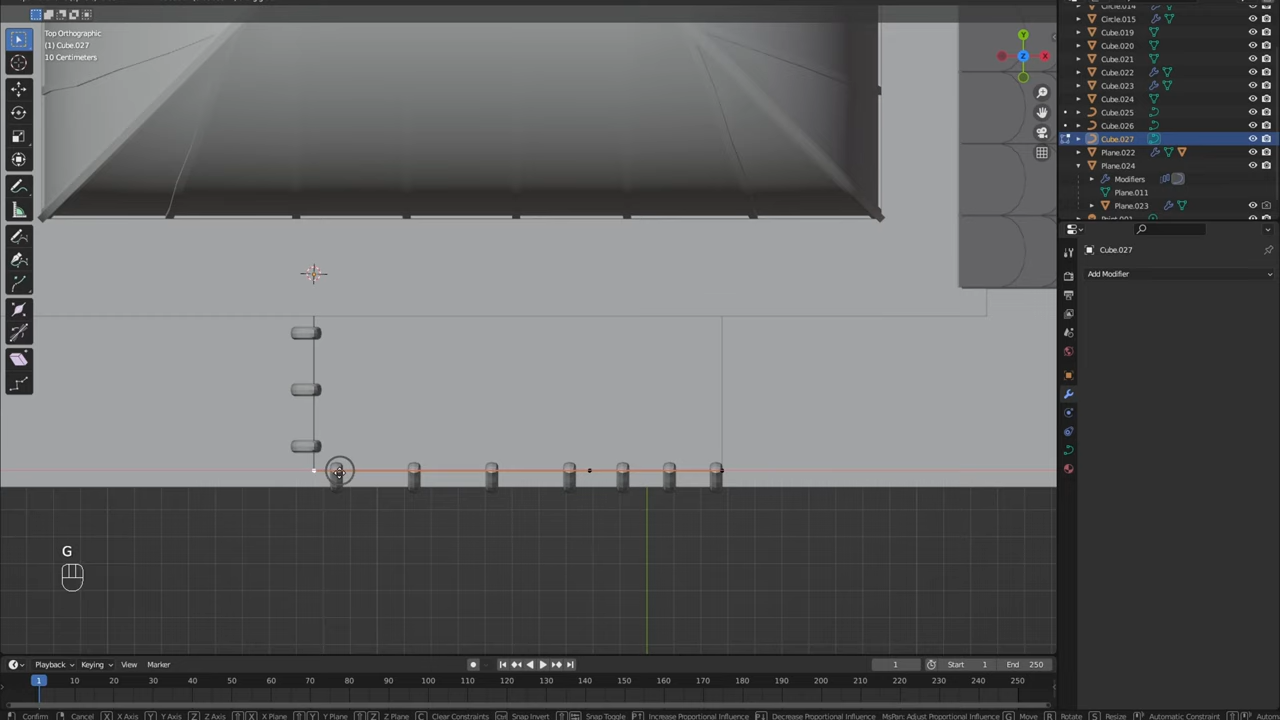 Top Orthographic
(1) Cube.027
10 Centimeters
Y
X
Z
Circle.014
Circle.015
Cube.019
Cube.020
Cube.021
Cube.022
Cube.023
Cube.024
Cube.025
Cube.026
Cube.027
Plane.022
Plane.024
Modifiers
Plane.011
Plane.023
Point.001
Cube.027
Add Modifier
G
Playback
Keying
View
Marker
1
Start
1
End
250
1
10
20
30
40
50
60
70
80
90
100
110
120
130
140
150
160
170
180
190
200
210
220
230
240
250
Confirm
Cancel
X
X Axis
Y
Y Axis
Z
Z Axis
X
X Plane
Y
Y Plane
Z
Z Plane
C
Clear Constraints
Snap Invert
Snap Toggle
Increase Proportional Influence
Decrease Proportional Influence
MsPan: Adjust Proportional Influence
G
Move
R
Rotate
S
Resize
Automatic Constraint